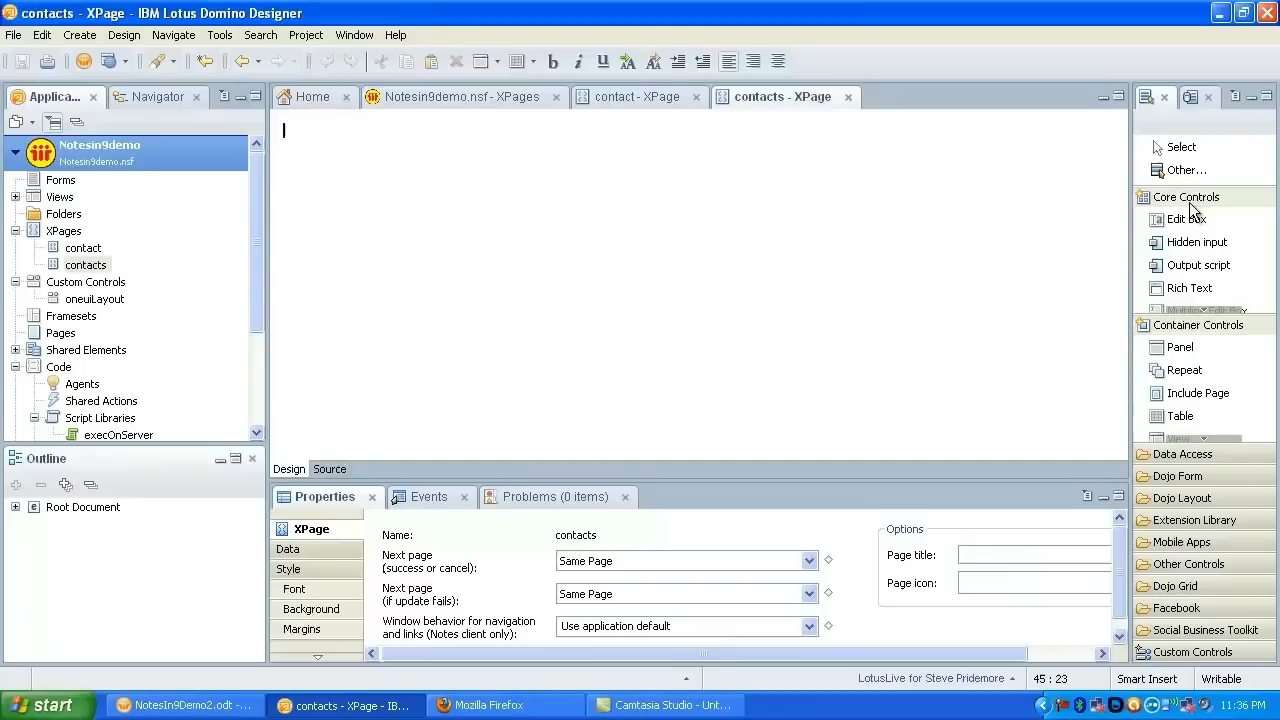 contacts - XPage - IBM Lotus Domino Designer
File Edit Create Design Navigate Tools Search Project Window Help
Applica... Navigator
Home Notesin9demo.nsf - XPages contact - XPage contacts - XPage
Notesin9demo
Notesin9demo.nsf
Forms
Views
Folders
XPages
contact
contacts
Custom Controls
oneuiLayout
Framesets
Pages
Shared Elements
Code
Agents
Shared Actions
Script Libraries
execOnServer
Outline
Root Document
Design Source
Properties Events Problems (0 items)
XPage
Data
Style
Font
Background
Margins
Name: contacts
Next page
(success or cancel):
Same Page
Next page
(if update fails):
Same Page
Window behavior for navigation
and links (Notes client only):
Use application default
Options
Page title:
Page icon:
Select
Other...
Core Controls
Edit Box
Hidden input
Output script
Rich Text
Multiline Edit Box
Container Controls
Panel
Repeat
Include Page
Table
View
Data Access
Dojo Form
Dojo Layout
Extension Library
Mobile Apps
Other Controls
Dojo Grid
Facebook
Social Business Toolkit
Custom Controls
LotusLive for Steve Pridemore 45 : 23 Smart Insert Writable
start NotesIn9Demo2.odt -... contacts - XPage - IB... Mozilla Firefox Camtasia Studio - Unt... 11:36 PM